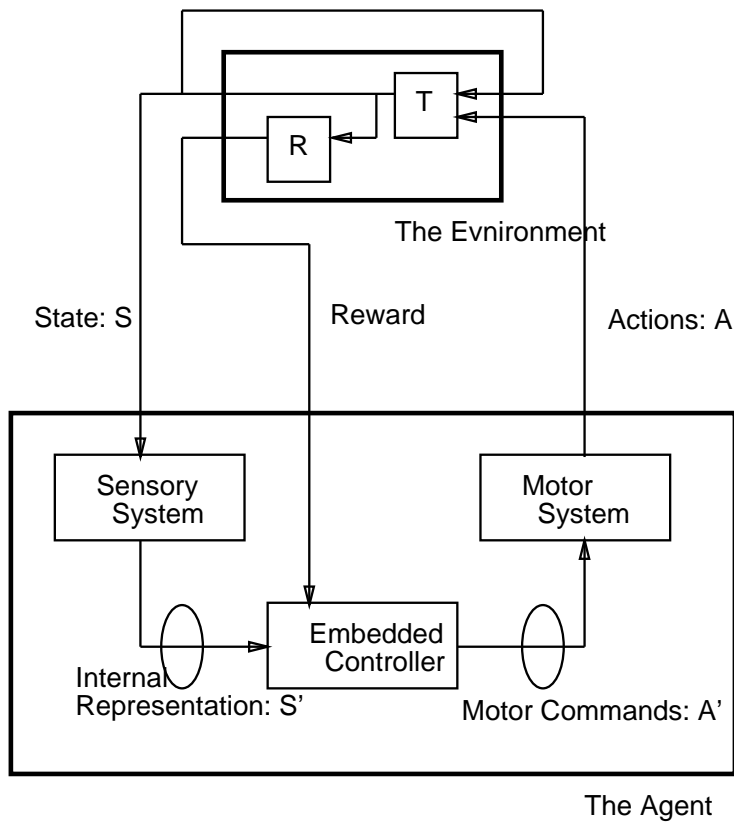 T
R
The Evnironment
State: S
Reward
Actions: A
Sensory
System
Motor
System
Embedded
Controller
Internal
Representation: S'
Motor Commands: A'
The Agent